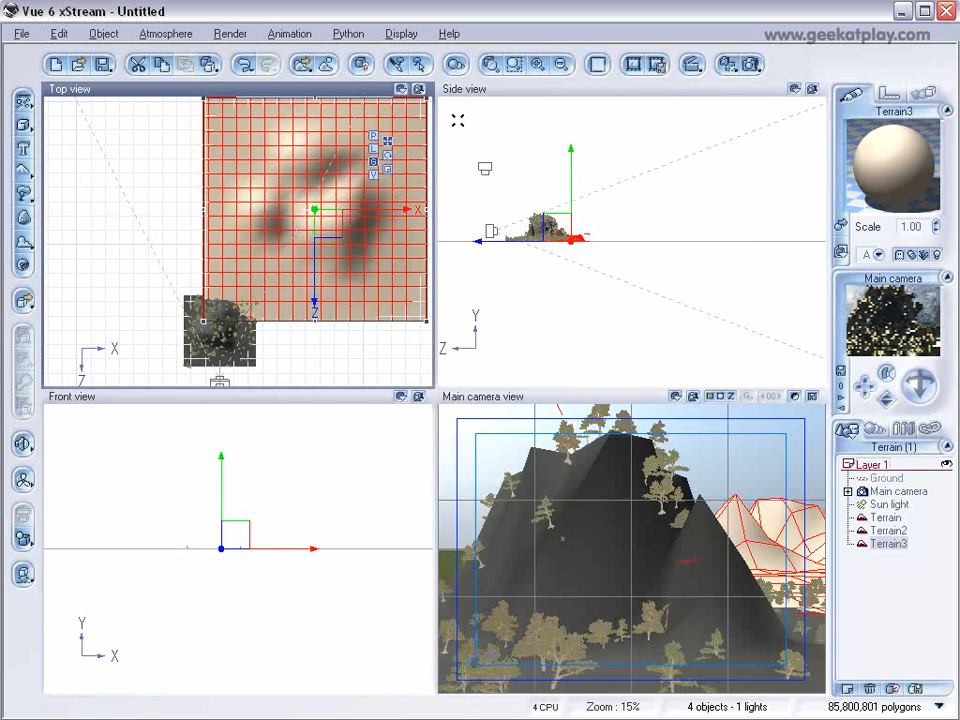 Vue 6 xStream - Untitled
File Edit Object Atmosphere Render Animation Python Display Help
www.geekatplay.com
Top view
Side view
Terrain3
P
L
G
V
X
Z
Scale 1.00
A
Main camera
X
Z
Y
Z
0
Front view
Main camera view
Terrain (1)
Layer 1
Ground
Main camera
Sun light
Terrain
Terrain2
Terrain3
Y
X
4 CPU Zoom : 15% 4 objects - 1 lights 85,800,801 polygons